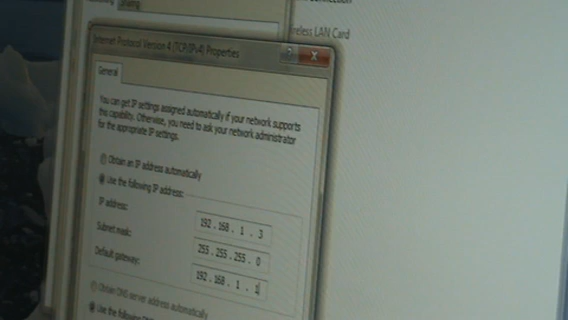 Sharing
reless LAN Card
Internet Protocol Version 4 (TCP/IPv4) Properties
General
You can get IP settings assigned automatically if your network supports
this capability. Otherwise, you need to ask your network administrator
for the appropriate IP settings.
Obtain an IP address automatically
Use the following IP address:
IP address:
192 . 168 . 1 . 3
Subnet mask:
255 . 255 . 255 . 0
Default gateway:
192 . 168 . 1 . 1
Obtain DNS server address automatically
Use the following